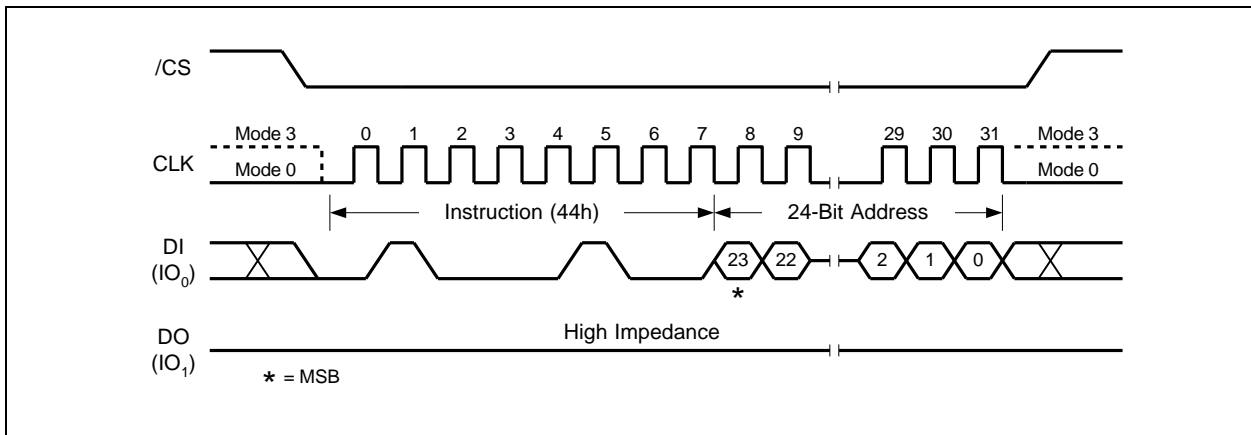 /CS
Mode 3 0 1 2 3 4 5 6 7 8 9 29 30 31 Mode 3
CLK
Mode 0 Mode 0
Instruction (44h) 24-Bit Address
DI
(IO0) 23 22 2 1 0
*
High Impedance
DO
(IO1)
* = MSB